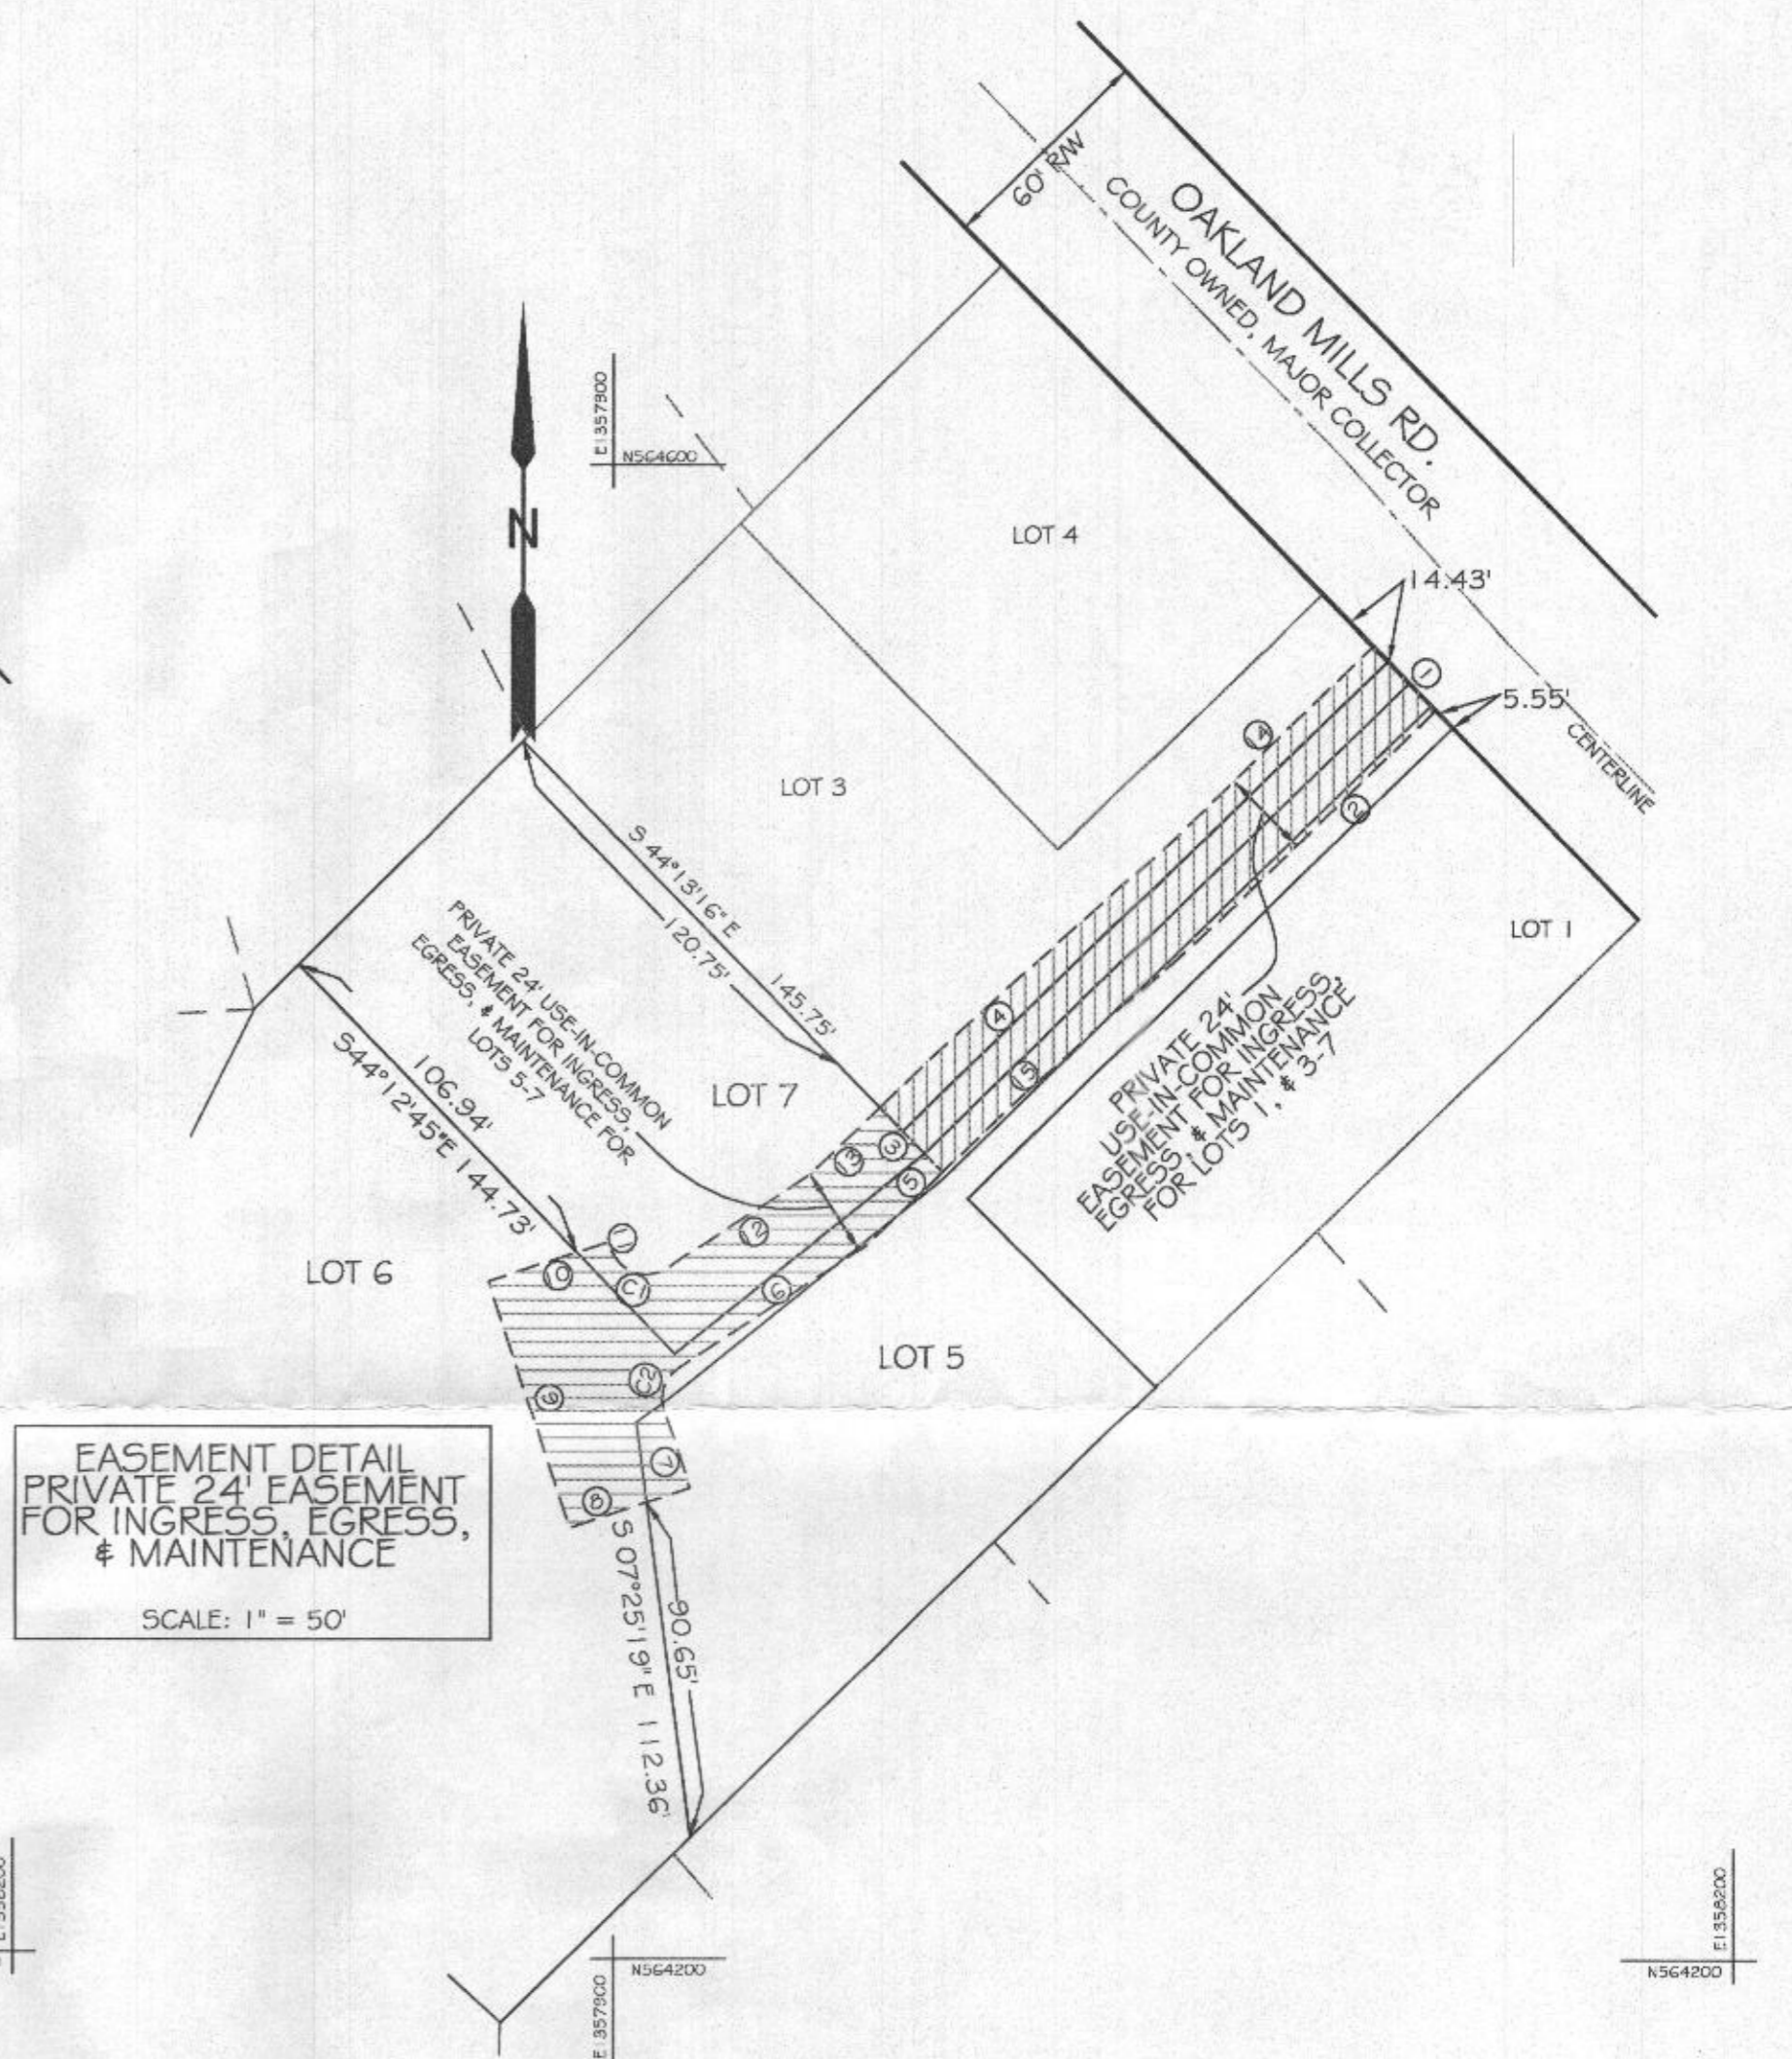 60' R/W
OAKLAND MILLS RD.
COUNTY OWNED, MAJOR COLLECTOR
E1357800
N564600
N
LOT 4
14.43'
1
5.55'
CENTERLINE
14
2
LOT 3
S 44°13'16" E
120.75'
145.75'
LOT 1
PRIVATE 24' USE-IN-COMMON
EASEMENT FOR INGRESS,
EGRESS, & MAINTENANCE FOR
LOTS 5-7
4
15
PRIVATE 24'
USE-IN-COMMON
EASEMENT FOR INGRESS,
EGRESS, & MAINTENANCE
FOR LOTS 1, & 3-7
106.94'
S44°12'45"E 144.73'
LOT 7
3
13
5
12
11
LOT 6
10
C1
6
LOT 5
C2
9
7
8
EASEMENT DETAIL
PRIVATE 24' EASEMENT
FOR INGRESS, EGRESS,
& MAINTENANCE
SCALE: 1" = 50'
S 07°25'19" E 112.36'
90.65'
N564200
E1358200
N564200